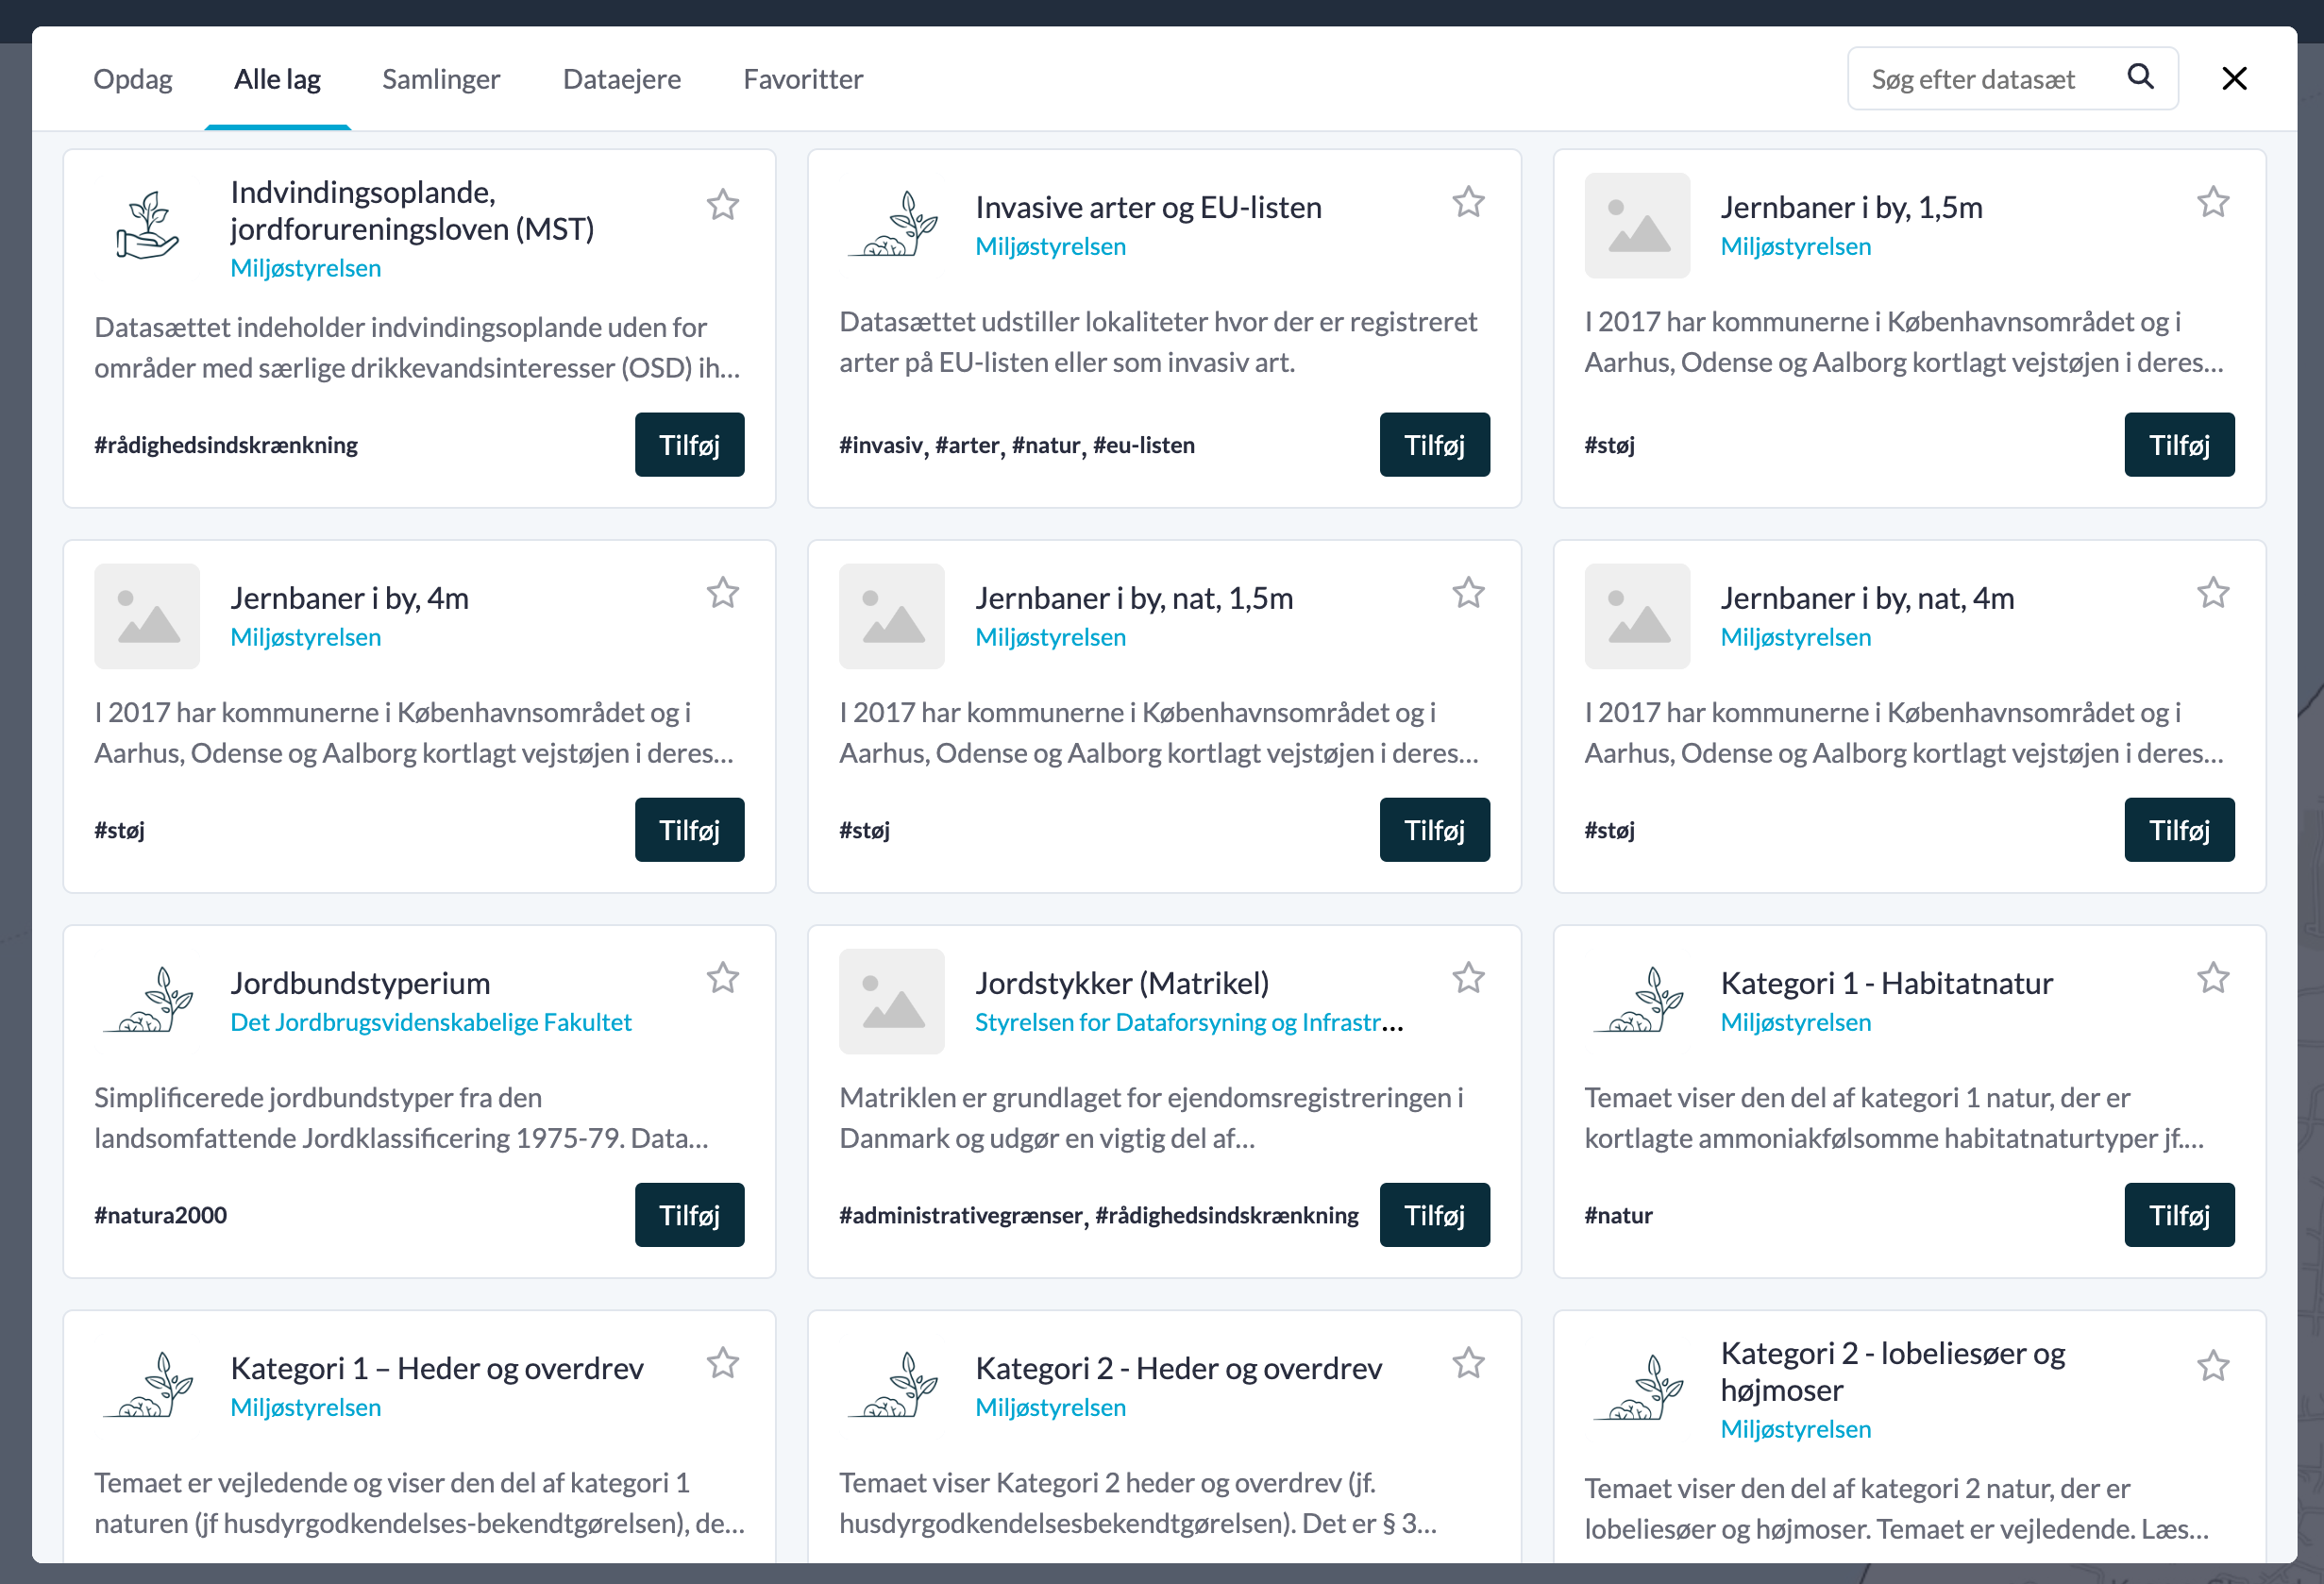 Opdag
Alle lag
Samlinger
Dataejere
Favoritter
Søg efter datasæt
Indvindingsoplande,
jordforureningsloven (MST)
Miljøstyrelsen
Datasættet indeholder indvindingsoplande uden for
områder med særlige drikkevandsinteresser (OSD) ih...
#rådighedsindskrænkning
Tilføj
Invasive arter og EU-listen
Miljøstyrelsen
Datasættet udstiller lokaliteter hvor der er registreret
arter på EU-listen eller som invasiv art.
#invasiv, #arter, #natur, #eu-listen
Tilføj
Jernbaner i by, 1,5m
Miljøstyrelsen
I 2017 har kommunerne i Københavnsområdet og i
Aarhus, Odense og Aalborg kortlagt vejstøjen i deres...
#støj
Tilføj
Jernbaner i by, 4m
Miljøstyrelsen
I 2017 har kommunerne i Københavnsområdet og i
Aarhus, Odense og Aalborg kortlagt vejstøjen i deres...
#støj
Tilføj
Jernbaner i by, nat, 1,5m
Miljøstyrelsen
I 2017 har kommunerne i Københavnsområdet og i
Aarhus, Odense og Aalborg kortlagt vejstøjen i deres...
#støj
Tilføj
Jernbaner i by, nat, 4m
Miljøstyrelsen
I 2017 har kommunerne i Københavnsområdet og i
Aarhus, Odense og Aalborg kortlagt vejstøjen i deres...
#støj
Tilføj
Jordbundstyperium
Det Jordbrugsvidenskabelige Fakultet
Simplificerede jordbundstyper fra den
landsomfattende Jordklassificering 1975-79. Data...
#natura2000
Tilføj
Jordstykker (Matrikel)
Styrelsen for Dataforsyning og Infrastr...
Matriklen er grundlaget for ejendomsregistreringen i
Danmark og udgør en vigtig del af...
#administrativegrænser, #rådighedsindskrænkning
Tilføj
Kategori 1 - Habitatnatur
Miljøstyrelsen
Temaet viser den del af kategori 1 natur, der er
kortlagte ammoniakfølsomme habitatnaturtyper jf....
#natur
Tilføj
Kategori 1 – Heder og overdrev
Miljøstyrelsen
Temaet er vejledende og viser den del af kategori 1
naturen (jf husdyrgodkendelses-bekendtgørelsen), de...
Kategori 2 - Heder og overdrev
Miljøstyrelsen
Temaet viser Kategori 2 heder og overdrev (jf.
husdyrgodkendelsesbekendtgørelsen). Det er § 3...
Kategori 2 - lobeliesøer og
højmoser
Miljøstyrelsen
Temaet viser den del af kategori 2 natur, der er
lobeliesøer og højmoser. Temaet er vejledende. Læs...